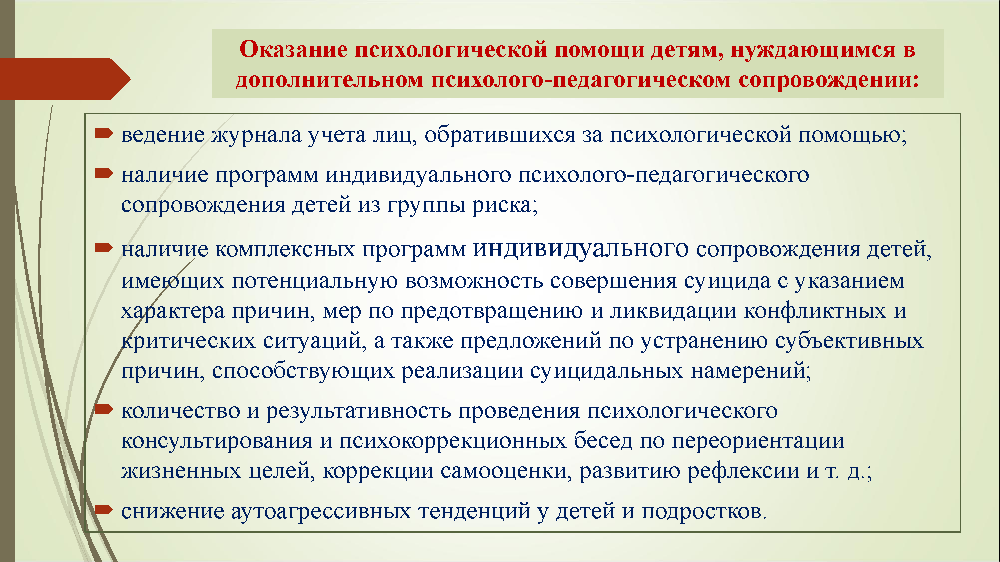 Оказание психологической помощи детям, нуждающимся в
дополнительном психолого-педагогическом сопровождении:
ведение журнала учета лиц, обратившихся за психологической помощью;
наличие программ индивидуального психолого-педагогического
сопровождения детей из группы риска;
наличие комплексных программ индивидуального сопровождения детей,
имеющих потенциальную возможность совершения суицида с указанием
характера причин, мер по предотвращению и ликвидации конфликтных и
критических ситуаций, а также предложений по устранению субъективных
причин, способствующих реализации суицидальных намерений;
количество и результативность проведения психологического
консультирования и психокоррекционных бесед по переориентации
жизненных целей, коррекции самооценки, развитию рефлексии и т. д.;
снижение аутоагрессивных тенденций у детей и подростков.